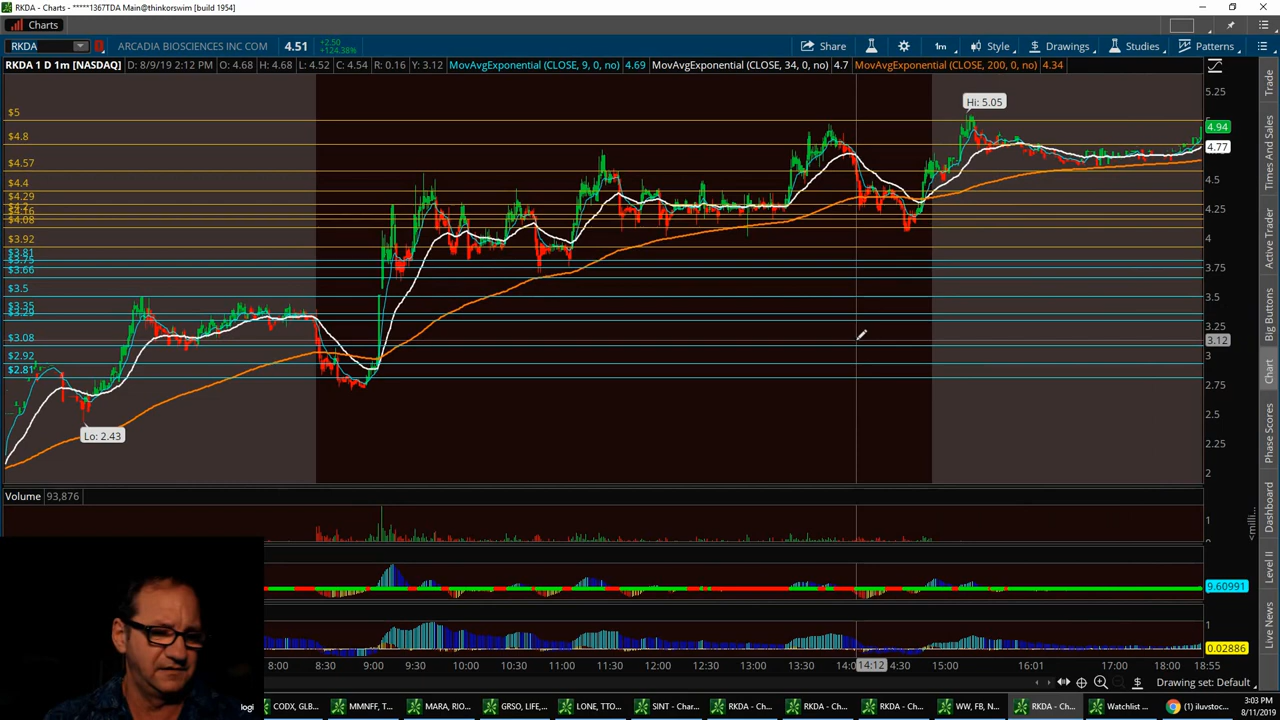 RKDA - Charts - ****1367TDA Main@thinkorswim [build 1954]
Charts
RKDA
ARCADIA BIOSCIENCES INC COM
4.51
+2.50
+124.38%
Share
1m
Style
Drawings
Studies
Patterns
RKDA 1 D 1m [NASDAQ]
D: 8/9/19 2:12 PM
O: 4.68
H: 4.68
L: 4.52
C: 4.54
R: 0.16
Y: 3.12
MovAvgExponential (CLOSE, 9, 0, no)
4.69
MovAvgExponential (CLOSE, 34, 0, no)
4.7
MovAvgExponential (CLOSE, 200, 0, no)
4.34
Hi: 5.05
Lo: 2.43
$5
$4.8
$4.57
$4.4
$4.29
$4.16
$4.08
$3.92
$3.81
$3.75
$3.66
$3.5
$3.35
$3.29
$3.08
$2.92
$2.81
5.25
4.94
4.77
4.5
4.25
4
3.75
3.5
3.25
3.12
3
2.75
2.5
2.25
2
Volume
93,876
1
<milli...
9.60991
1
0.02886
8:00
8:30
9:00
9:30
10:00
10:30
11:00
11:30
12:00
12:30
13:00
13:30
14:0
14:12
4:30
15:00
16:01
17:00
18:00
18:55
Drawing set: Default
Trade
Times And Sales
Active Trader
Big Buttons
Chart
Phase Scores
Dashboard
Level II
Live News
logi
CODX, GLB...
MMNFF, TG...
MARA, RIO...
GRSO, LIFE,...
LONE, TTO...
SINT - Char...
RKDA - Ch...
RKDA - Ch...
RKDA - Ch...
WW, FB, N...
RKDA - Ch...
Watchlist ...
(1) iluvstoc...
3:03 PM
8/11/2019